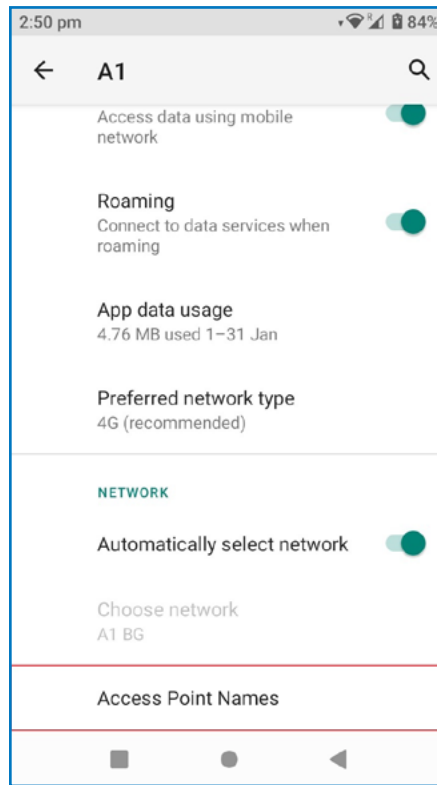 2:50 pm R 84%
A1
Access data using mobile
network
Roaming
Connect to data services when
roaming
App data usage
4.76 MB used 1–31 Jan
Preferred network type
4G (recommended)
NETWORK
Automatically select network
Choose network
A1 BG
Access Point Names